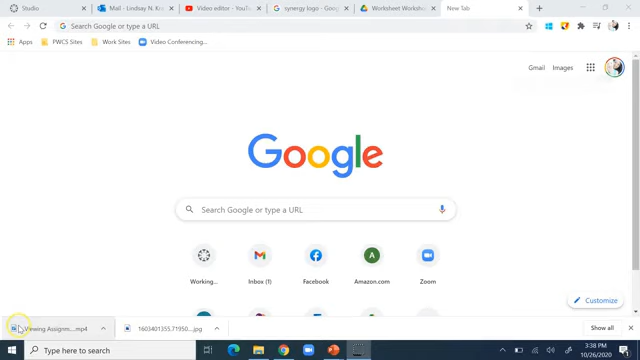 Studio
Mail - Lindsay N. Kr
Video editor - YouT
synergy logo - Goo
Worksheet Worksho
New Tab
Search Google or type a URL
Apps
PWCS Sites
Work Sites
Video Conferencing...
Gmail
Images
Google
Search Google or type a URL
Working...
Inbox (1)
Facebook
A
Amazon.com
Zoom
Customize
Viewing Assignm....mp4
1603401355.71950...jpg
Show all
Type here to search
3:38 PM
10/26/2020